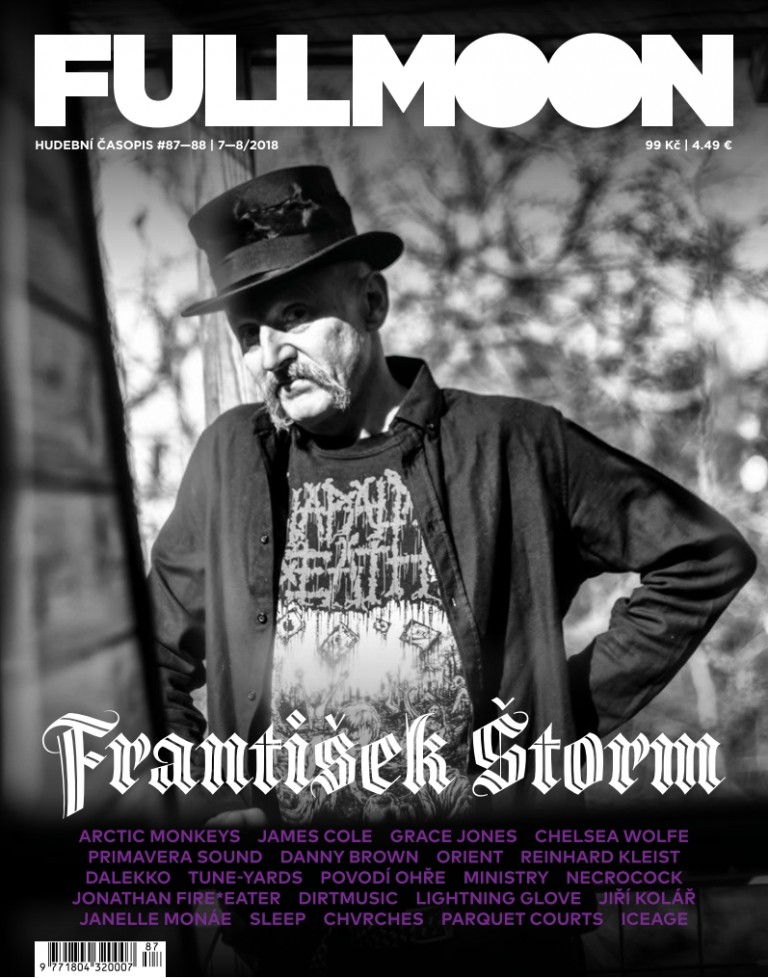 FULLMOON
HUDEBNÍ ČASOPIS #87—88 | 7—8/2018
99 Kč | 4.49 €
František Štorm
ARCTIC MONKEYS JAMES COLE GRACE JONES CHELSEA WOLFE
PRIMAVERA SOUND DANNY BROWN ORIENT REINHARD KLEIST
DALEKKO TUNE-YARDS POVODÍ OHŘE MINISTRY NECROCOCK
JONATHAN FIRE*EATER DIRTMUSIC LIGHTNING GLOVE JIŘÍ KOLÁŘ
JANELLE MONÁE SLEEP CHVRCHES PARQUET COURTS ICEAGE
87
9 771804 320007